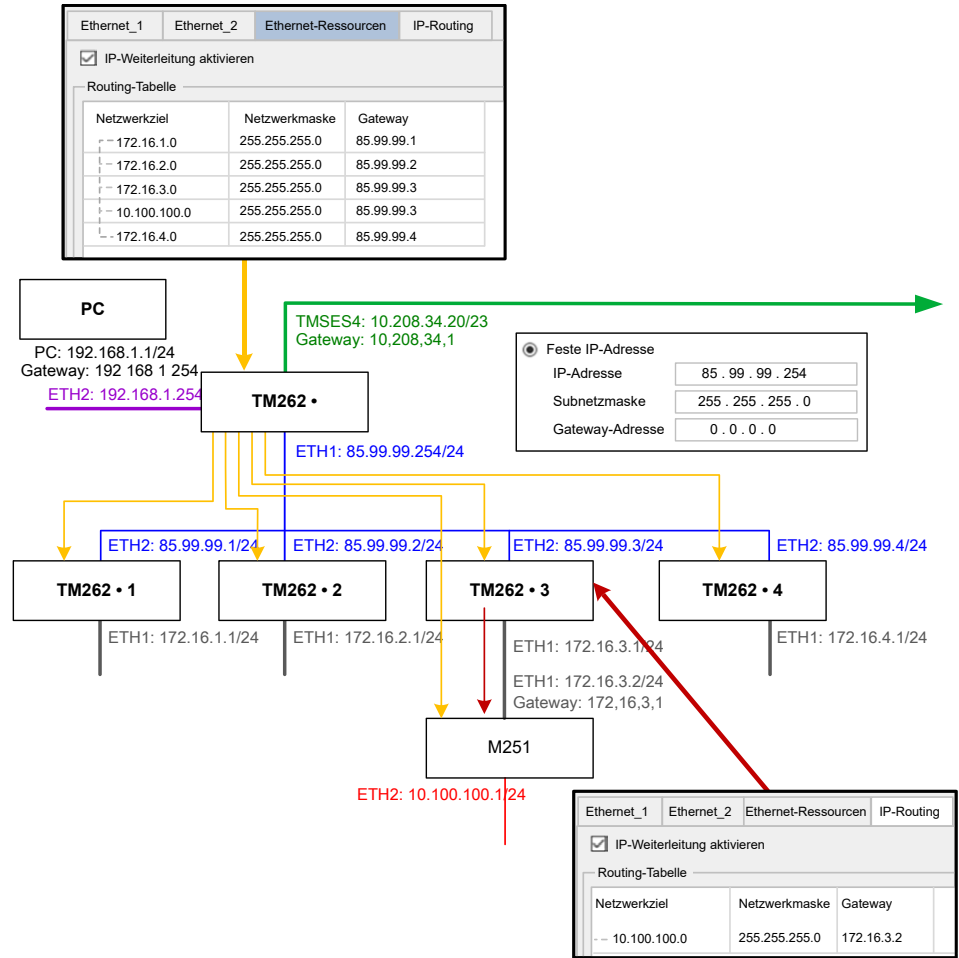 Ethernet_1 Ethernet_2 Ethernet-Ressourcen IP-Routing
IP-Weiterleitung aktivieren
Routing-Tabelle
Netzwerkziel Netzwerkmaske Gateway
172.16.1.0 255.255.255.0 85.99.99.1
172.16.2.0 255.255.255.0 85.99.99.2
172.16.3.0 255.255.255.0 85.99.99.3
10.100.100.0 255.255.255.0 85.99.99.3
172.16.4.0 255.255.255.0 85.99.99.4
PC
PC: 192.168.1.1/24
Gateway: 192 168 1 254
ETH2: 192.168.1.254
TMSES4: 10.208.34.20/23
Gateway: 10,208,34,1
TM262 •
ETH1: 85.99.99.254/24
Feste IP-Adresse
IP-Adresse 85 . 99 . 99 . 254
Subnetzmaske 255 . 255 . 255 . 0
Gateway-Adresse 0 . 0 . 0 . 0
ETH2: 85.99.99.1/24
ETH2: 85.99.99.2/24
ETH2: 85.99.99.3/24
ETH2: 85.99.99.4/24
TM262 • 1
TM262 • 2
TM262 • 3
TM262 • 4
ETH1: 172.16.1.1/24
ETH1: 172.16.2.1/24
ETH1: 172.16.3.1/24
ETH1: 172.16.4.1/24
ETH1: 172.16.3.2/24
Gateway: 172,16,3,1
M251
ETH2: 10.100.100.1/24
Ethernet_1 Ethernet_2 Ethernet-Ressourcen IP-Routing
IP-Weiterleitung aktivieren
Routing-Tabelle
Netzwerkziel Netzwerkmaske Gateway
10.100.100.0 255.255.255.0 172.16.3.2